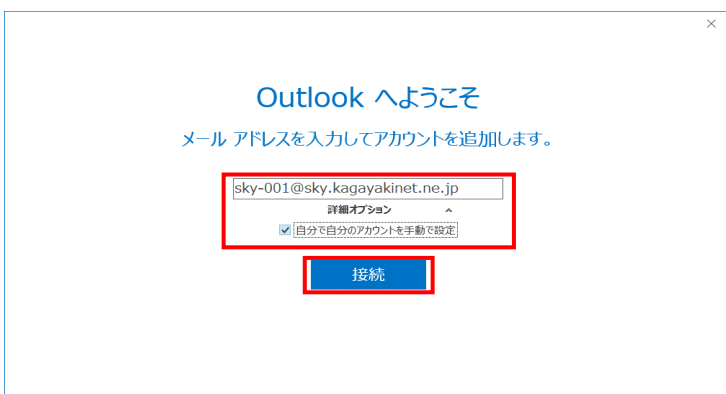 Outlook へようこそ
メール アドレスを入力してアカウントを追加します。
sky-001@sky.kagayakinet.ne.jp
詳細オプション
自分で自分のアカウントを手動で設定
接続